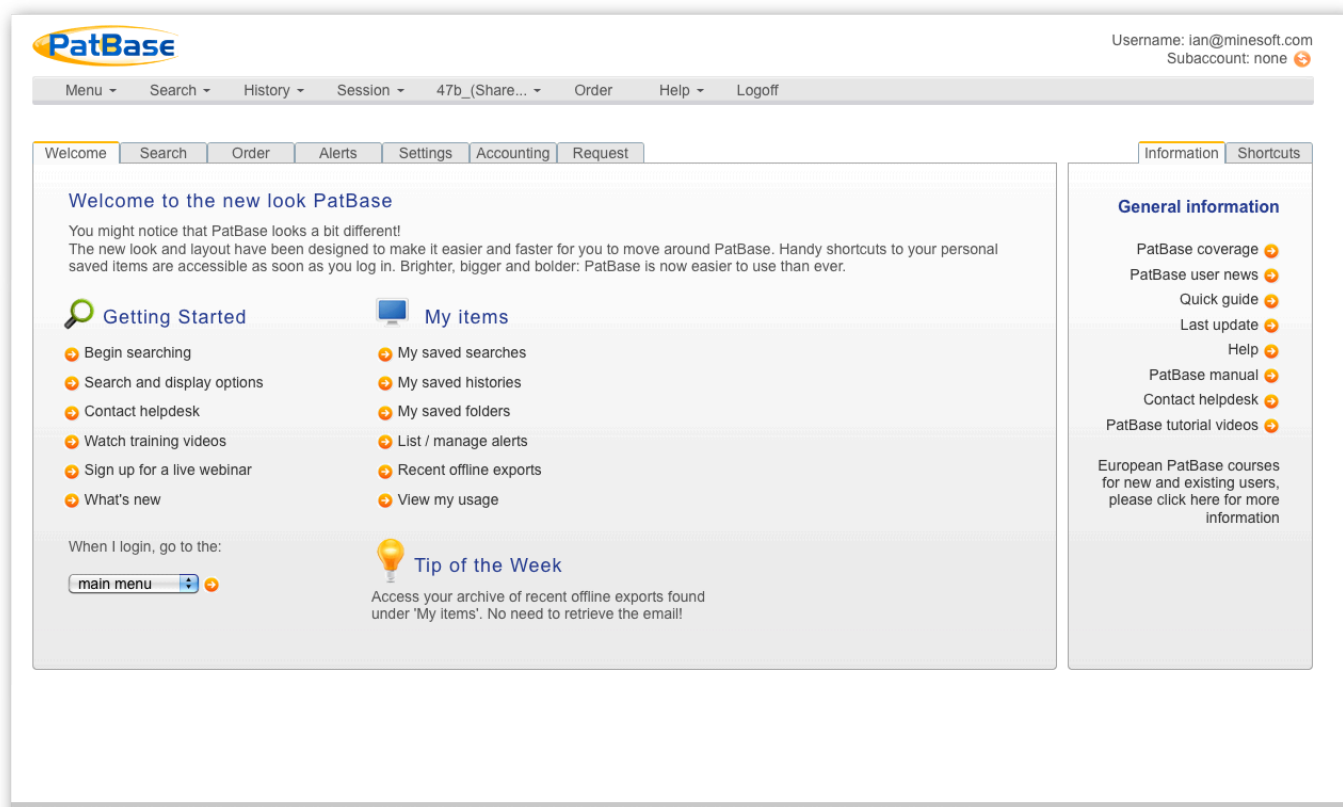 PatBase
Username: ian@minesoft.com
Subaccount: none
Menu Search History Session 47b_(Share... Order Help Logoff
Welcome Search Order Alerts Settings Accounting Request
Information Shortcuts
Welcome to the new look PatBase
You might notice that PatBase looks a bit different!
The new look and layout have been designed to make it easier and faster for you to move around PatBase. Handy shortcuts to your personal
saved items are accessible as soon as you log in. Brighter, bigger and bolder: PatBase is now easier to use than ever.
Getting Started
Begin searching
Search and display options
Contact helpdesk
Watch training videos
Sign up for a live webinar
What's new
When I login, go to the:
main menu
My items
My saved searches
My saved histories
My saved folders
List / manage alerts
Recent offline exports
View my usage
Tip of the Week
Access your archive of recent offline exports found
under 'My items'. No need to retrieve the email!
General information
PatBase coverage
PatBase user news
Quick guide
Last update
Help
PatBase manual
Contact helpdesk
PatBase tutorial videos
European PatBase courses
for new and existing users,
please click here for more
information